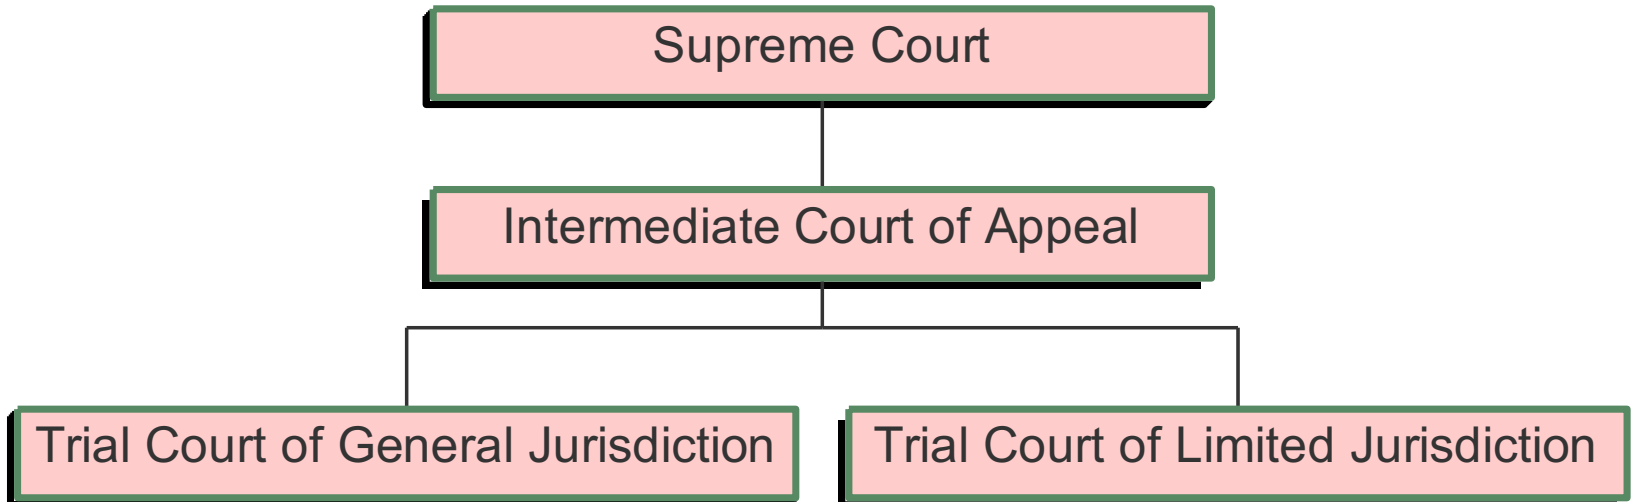 Supreme Court
Intermediate Court of Appeal
Trial Court of General Jurisdiction
Trial Court of Limited Jurisdiction